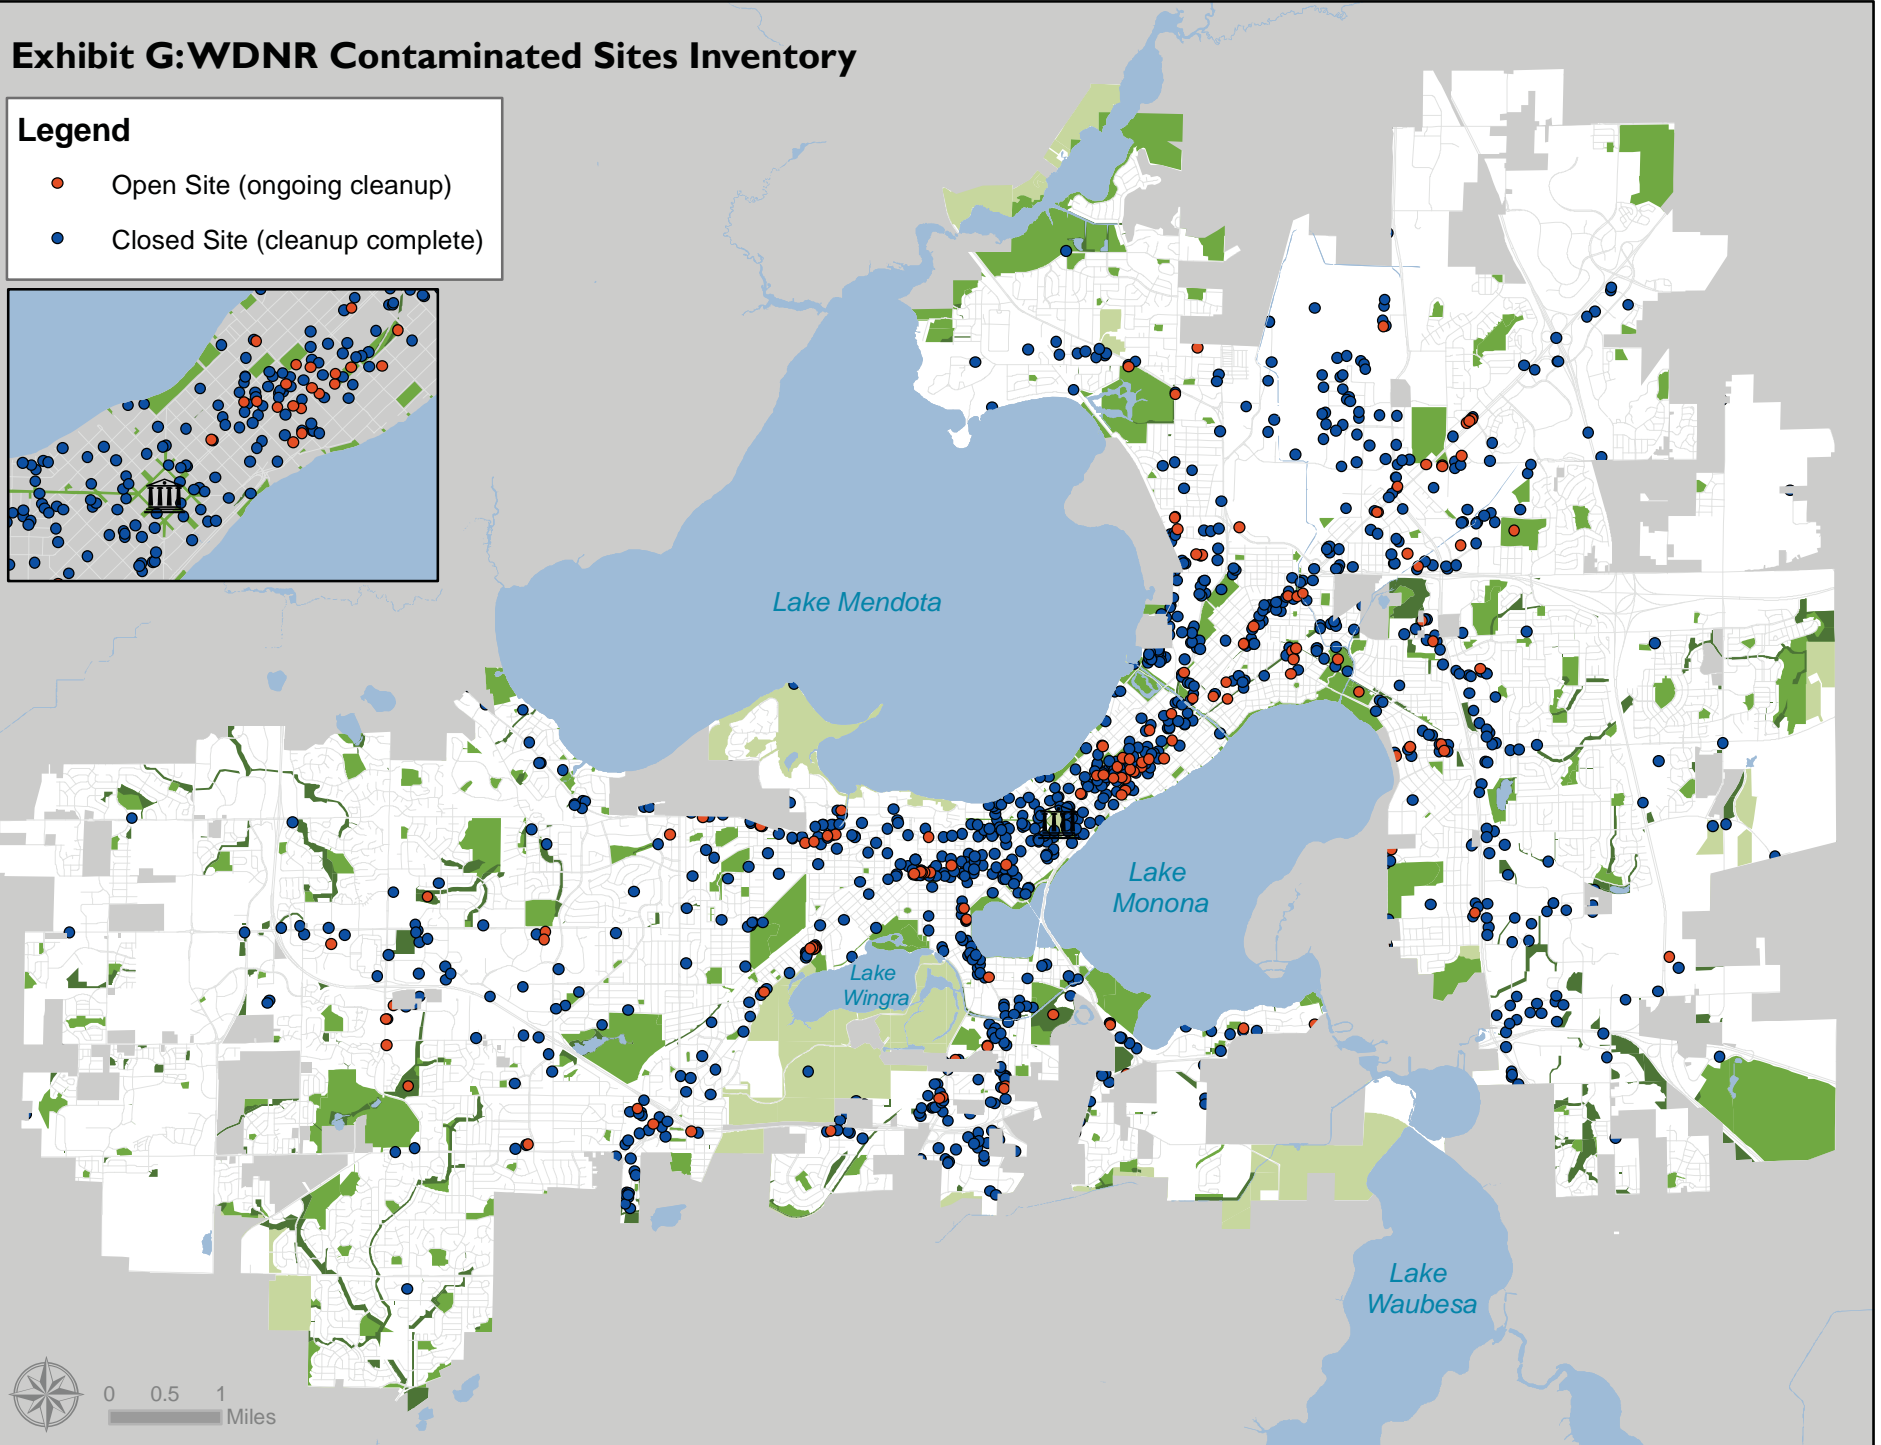 Exhibit G: WDNR Contaminated Sites Inventory
Legend
Open Site (ongoing cleanup)
Closed Site (cleanup complete)
Lake Mendota
Lake
Monona
Lake
Wingra
Lake
Waubesa
0 0.5 1
Miles